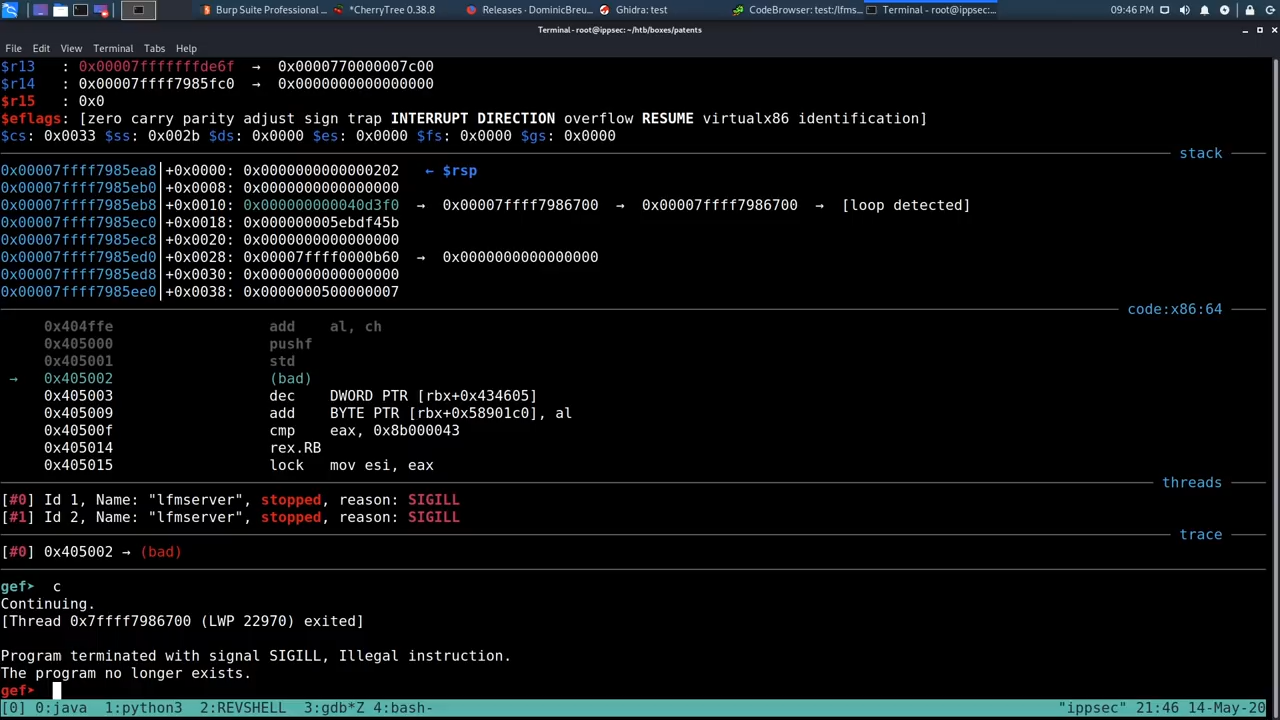 Burp Suite Professional ...
*CherryTree 0.38.8
Releases · DominicBreu...
Ghidra: test
CodeBrowser: test:/lfms...
Terminal - root@ippsec:...
09:46 PM
Terminal - root@ippsec: ~/htb/boxes/patents
File Edit View Terminal Tabs Help
$r13   : 0x00007fffffffde6f  →  0x0000770000007c00
$r14   : 0x00007ffff7985fc0  →  0x0000000000000000
$r15   : 0x0
$eflags: [zero carry parity adjust sign trap INTERRUPT DIRECTION overflow RESUME virtualx86 identification]
$cs: 0x0033 $ss: 0x002b $ds: 0x0000 $es: 0x0000 $fs: 0x0000 $gs: 0x0000
stack
0x00007ffff7985ea8│+0x0000: 0x0000000000000202   ← $rsp
0x00007ffff7985eb0│+0x0008: 0x0000000000000000
0x00007ffff7985eb8│+0x0010: 0x000000000040d3f0  →  0x00007ffff7986700  →  0x00007ffff7986700  →  [loop detected]
0x00007ffff7985ec0│+0x0018: 0x000000005ebdf45b
0x00007ffff7985ec8│+0x0020: 0x0000000000000000
0x00007ffff7985ed0│+0x0028: 0x00007ffff0000b60  →  0x0000000000000000
0x00007ffff7985ed8│+0x0030: 0x0000000000000000
0x00007ffff7985ee0│+0x0038: 0x0000000500000007
code:x86:64
0x404ffe                  add    al, ch
0x405000                  pushf
0x405001                  std
→   0x405002                  (bad)
0x405003                  dec    DWORD PTR [rbx+0x434605]
0x405009                  add    BYTE PTR [rbx+0x58901c0], al
0x40500f                  cmp    eax, 0x8b000043
0x405014                  rex.RB
0x405015                  lock   mov esi, eax
threads
[#0] Id 1, Name: "lfmserver", stopped, reason: SIGILL
[#1] Id 2, Name: "lfmserver", stopped, reason: SIGILL
trace
[#0] 0x405002 → (bad)
gef➤  c
Continuing.
[Thread 0x7ffff7986700 (LWP 22970) exited]
Program terminated with signal SIGILL, Illegal instruction.
The program no longer exists.
gef➤
[0] 0:java  1:python3  2:REVSHELL  3:gdb*Z 4:bash-
"ippsec" 21:46 14-May-20